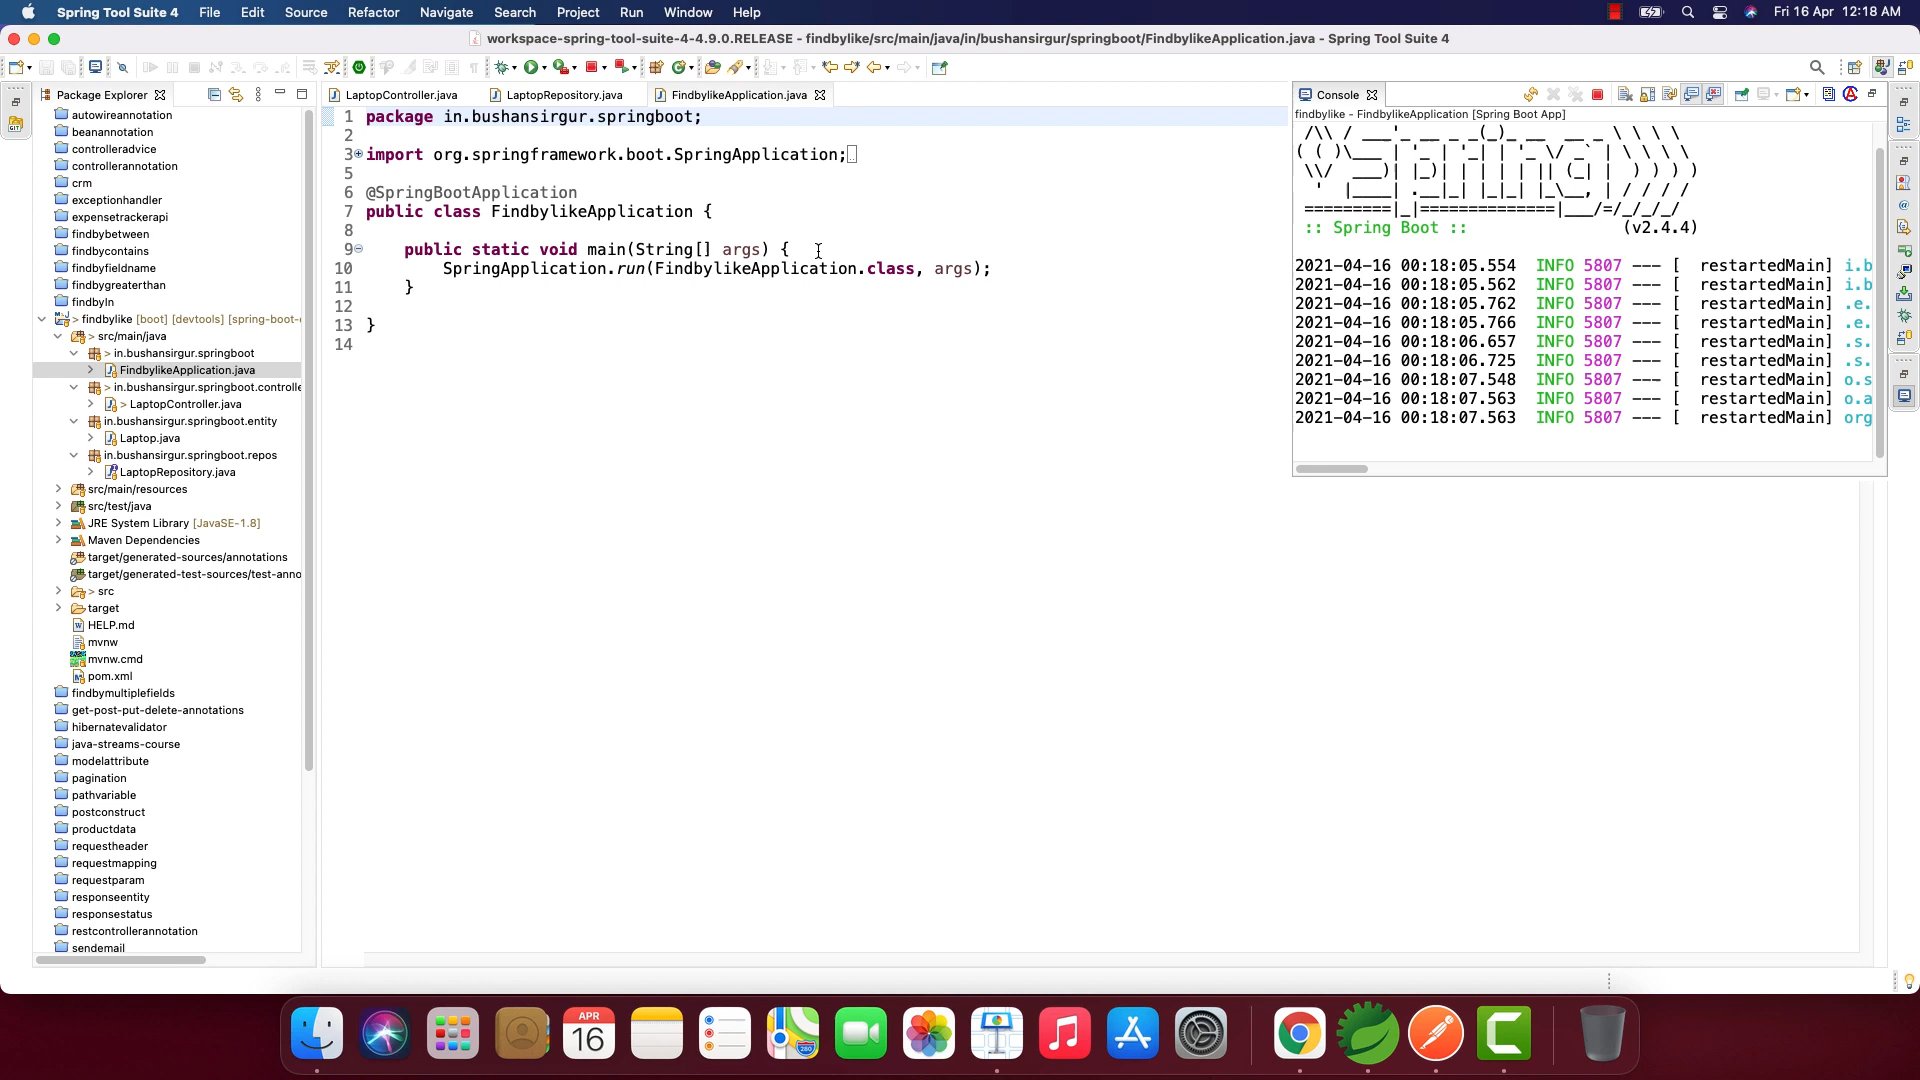 Spring Tool Suite 4 File Edit Source Refactor Navigate Search Project Run Window Help Fri 16 Apr 12:18 AM
workspace-spring-tool-suite-4-4.9.0.RELEASE - findbylike/src/main/java/in/bushansirgur/springboot/FindbylikeApplication.java - Spring Tool Suite 4
Package Explorer
autowireannotation
beanannotation
controlleradvice
controllerannotation
crm
exceptionhandler
expensetrackerapi
findbybetween
findbycontains
findbyfieldname
findbygreaterthan
findbyIn
> findbylike [boot] [devtools] [spring-boot-
> src/main/java
> in.bushansirgur.springboot
FindbylikeApplication.java
> in.bushansirgur.springboot.controlle
> LaptopController.java
in.bushansirgur.springboot.entity
Laptop.java
in.bushansirgur.springboot.repos
LaptopRepository.java
src/main/resources
src/test/java
JRE System Library [JavaSE-1.8]
Maven Dependencies
target/generated-sources/annotations
target/generated-test-sources/test-anno
> src
target
HELP.md
mvnw
mvnw.cmd
pom.xml
findbymultiplefields
get-post-put-delete-annotations
hibernatevalidator
java-streams-course
modelattribute
pagination
pathvariable
postconstruct
productdata
requestheader
requestmapping
requestparam
responseentity
responsestatus
restcontrollerannotation
sendemail
LaptopController.java LaptopRepository.java FindbylikeApplication.java
1 package in.bushansirgur.springboot;
2
3 import org.springframework.boot.SpringApplication;
5
6 @SpringBootApplication
7 public class FindbylikeApplication {
8
9 public static void main(String[] args) {
10 SpringApplication.run(FindbylikeApplication.class, args);
11 }
12
13 }
14
Console
findbylike - FindbylikeApplication [Spring Boot App]
:: Spring Boot :: (v2.4.4)
2021-04-16 00:18:05.554 INFO 5807 --- [ restartedMain] i.b
2021-04-16 00:18:05.562 INFO 5807 --- [ restartedMain] i.b
2021-04-16 00:18:05.762 INFO 5807 --- [ restartedMain] .e.
2021-04-16 00:18:05.766 INFO 5807 --- [ restartedMain] .e.
2021-04-16 00:18:06.657 INFO 5807 --- [ restartedMain] .s.
2021-04-16 00:18:06.725 INFO 5807 --- [ restartedMain] .s.
2021-04-16 00:18:07.548 INFO 5807 --- [ restartedMain] o.s
2021-04-16 00:18:07.563 INFO 5807 --- [ restartedMain] o.a
2021-04-16 00:18:07.563 INFO 5807 --- [ restartedMain] org
APR
16
280